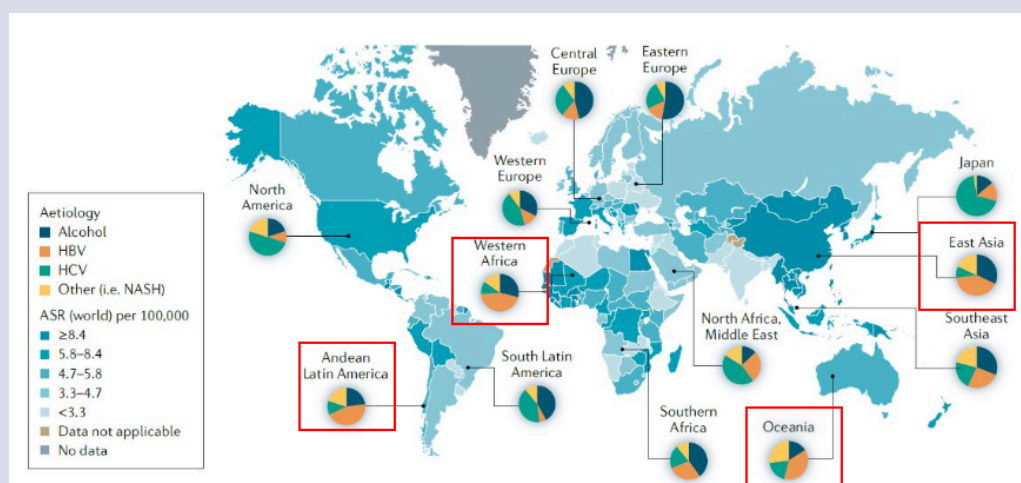 Central
Europe
Eastern
Europe
Western
Europe
Japan
North
America
East Asia
Western
Africa
North Africa,
Middle East
Southeast
Asia
Andean
Latin America
South Latin
America
Southern
Africa
Oceania
Aetiology
Alcohol
HBV
HCV
Other (i.e. NASH)
ASR (world) per 100,000
≥8.4
5.8–8.4
4.7–5.8
3.3–4.7
<3.3
Data not applicable
No data